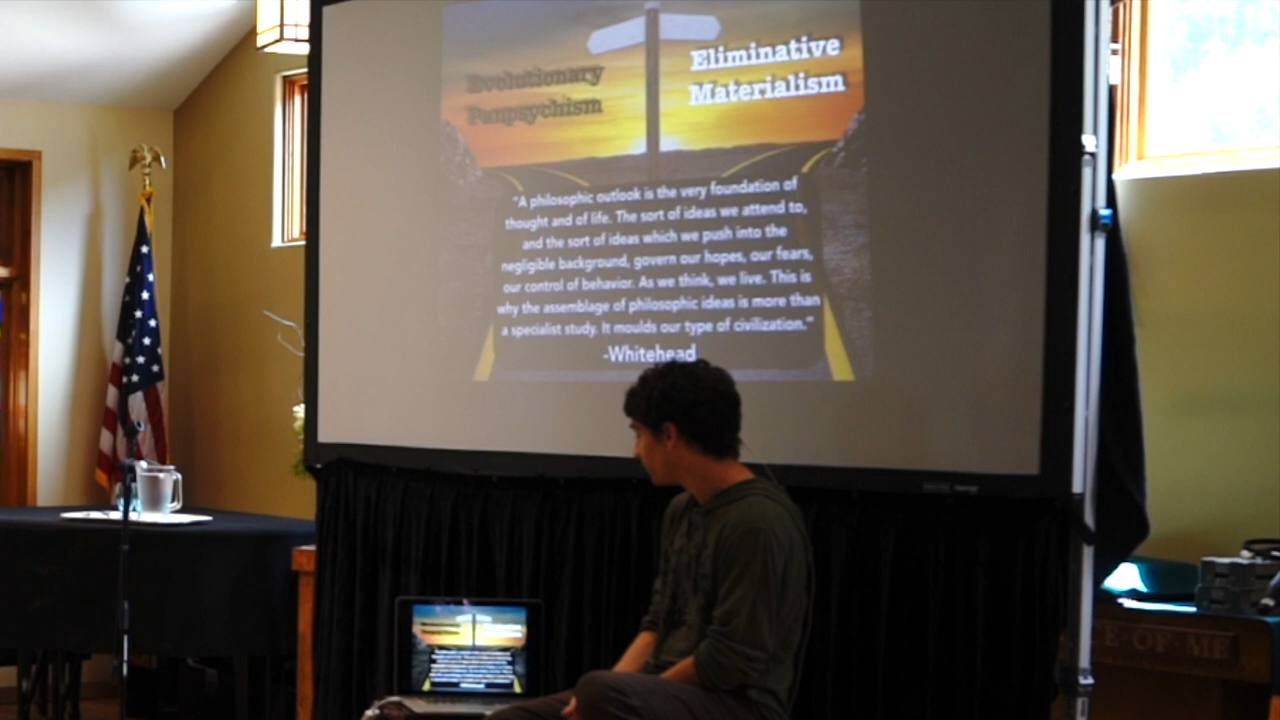 Evolutionary
Panpsychism
Eliminative
Materialism
"A philosophic outlook is the very foundation of
thought and of life. The sort of ideas we attend to,
and the sort of ideas which we push into the
negligible background, govern our hopes, our fears,
our control of behavior. As we think, we live. This is
why the assemblage of philosophic ideas is more than
a specialist study. It moulds our type of civilization."
-Whitehead
CE OF ME